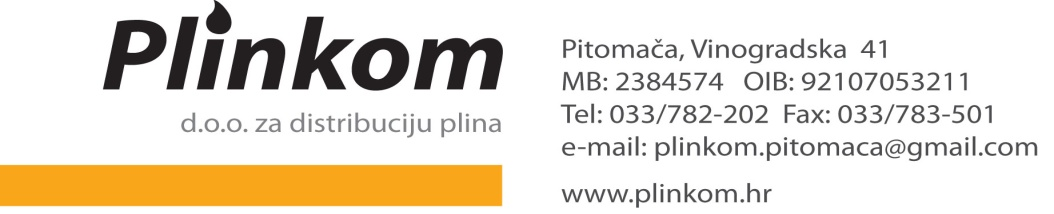 Plinkom
d.o.o. za distribuciju plina
Pitomača, Vinogradska 41
MB: 2384574 OIB: 92107053211
Tel: 033/782-202 Fax: 033/783-501
e-mail: plinkom.pitomaca@gmail.com
www.plinkom.hr